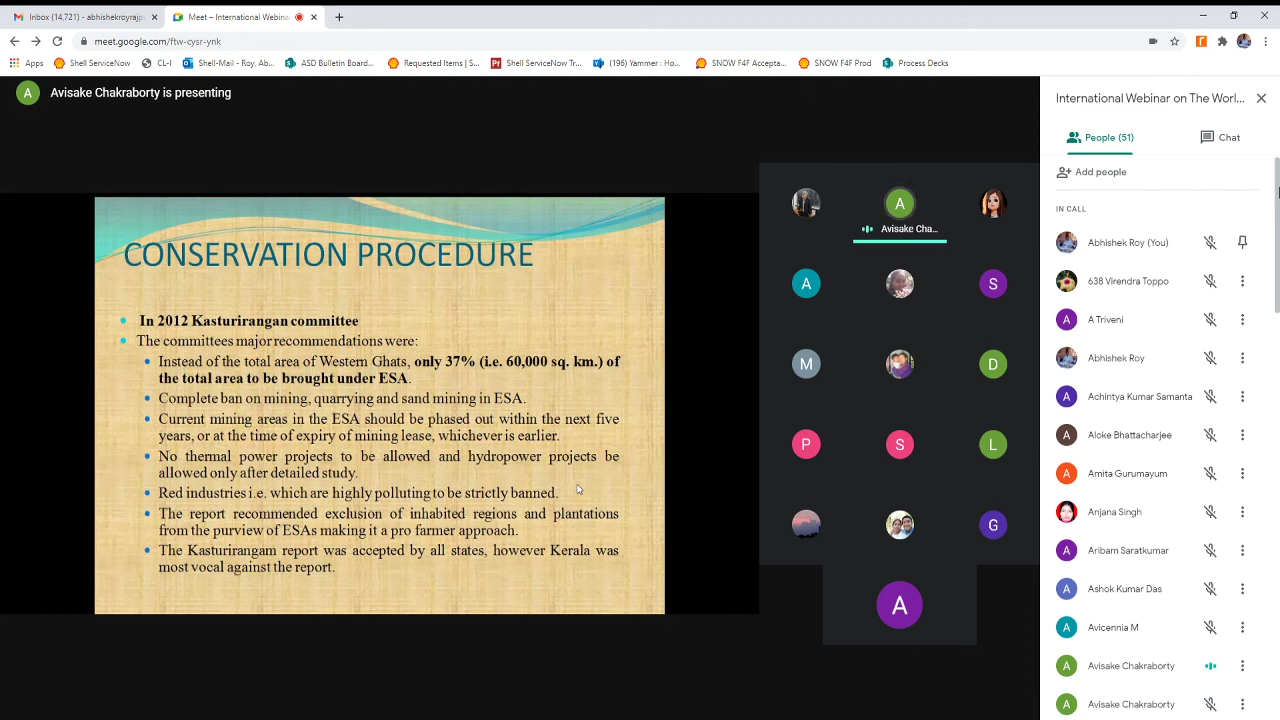 Inbox (14,721) - abhishekroyrajp
Meet – International Webina
meet.google.com/ftw-cysr-ynk
Apps
Shell ServiceNow
CL-I
Shell-Mail - Roy, Ab...
ASD Bulletin Board...
Requested Items | S...
Shell ServiceNow Tr...
(196) Yammer : Ho...
SNOW F4F Accepta...
SNOW F4F Prod
Process Decks
A
Avisake Chakraborty is presenting
CONSERVATION PROCEDURE
In 2012 Kasturirangan committee
The committees major recommendations were:
Instead of the total area of Western Ghats, only 37% (i.e. 60,000 sq. km.) of
the total area to be brought under ESA.
Complete ban on mining, quarrying and sand mining in ESA.
Current mining areas in the ESA should be phased out within the next five
years, or at the time of expiry of mining lease, whichever is earlier.
No thermal power projects to be allowed and hydropower projects be
allowed only after detailed study.
Red industries i.e. which are highly polluting to be strictly banned.
The report recommended exclusion of inhabited regions and plantations
from the purview of ESAs making it a pro farmer approach.
The Kasturirangam report was accepted by all states, however Kerala was
most vocal against the report.
A
Avisake Cha...
A
S
M
D
P
S
L
G
A
International Webinar on The Worl...
People (51)
Chat
Add people
IN CALL
Abhishek Roy (You)
638 Virendra Toppo
A
A Triveni
Abhishek Roy
A
Achintya Kumar Samanta
A
Aloke Bhattacharjee
A
Amita Gurumayum
Anjana Singh
A
Aribam Saratkumar
A
Ashok Kumar Das
A
Avicennia M
A
Avisake Chakraborty
A
Avisake Chakraborty